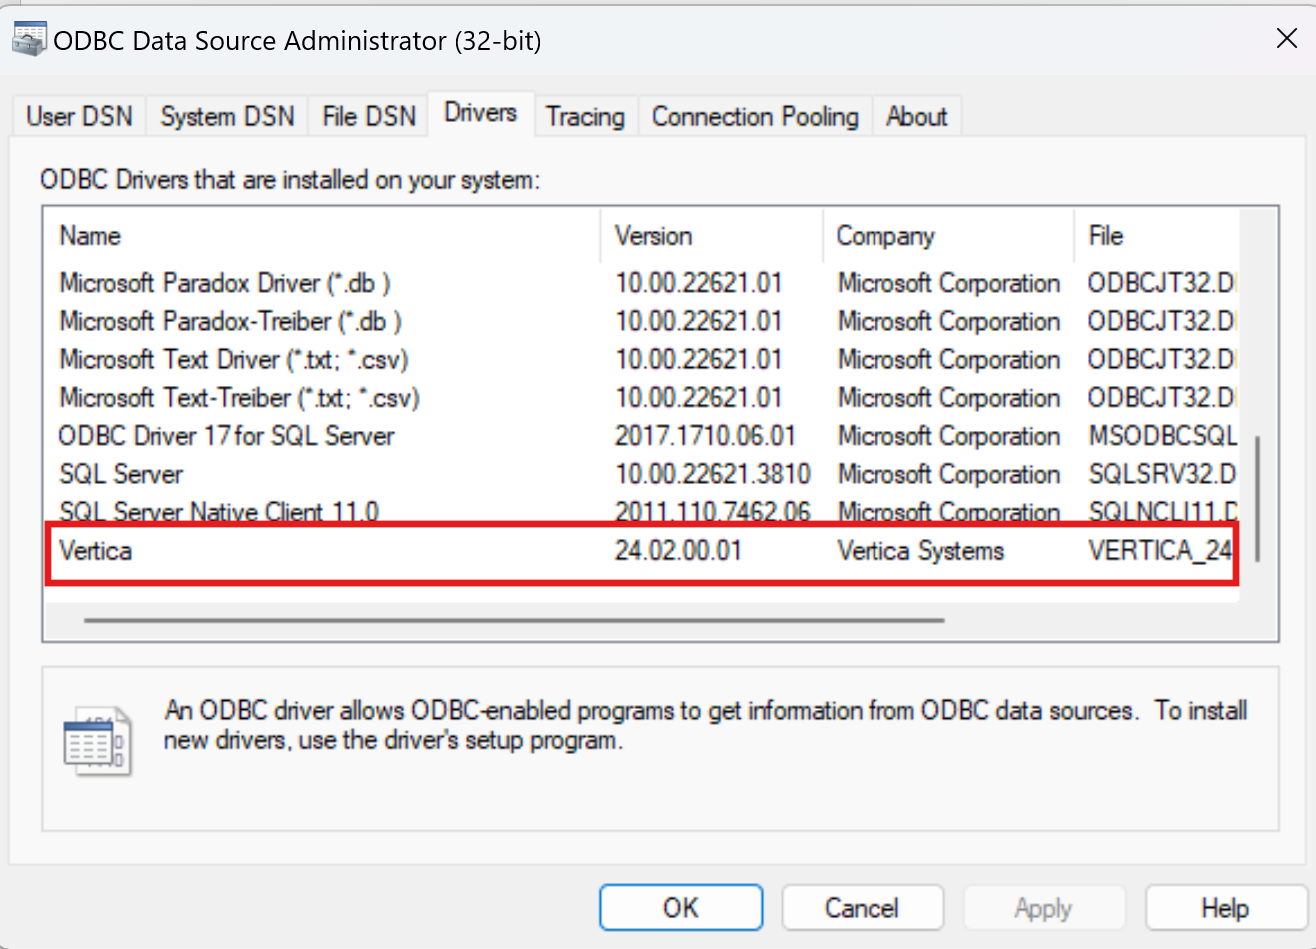 ODBC Data Source Administrator (32-bit)
User DSN System DSN File DSN Drivers Tracing Connection Pooling About
ODBC Drivers that are installed on your system:
Name Version Company File
Microsoft Paradox Driver (*.db ) 10.00.22621.01 Microsoft Corporation ODBCJT32.D
Microsoft Paradox-Treiber (*.db ) 10.00.22621.01 Microsoft Corporation ODBCJT32.D
Microsoft Text Driver (*.txt; *.csv) 10.00.22621.01 Microsoft Corporation ODBCJT32.D
Microsoft Text-Treiber (*.txt; *.csv) 10.00.22621.01 Microsoft Corporation ODBCJT32.D
ODBC Driver 17 for SQL Server 2017.1710.06.01 Microsoft Corporation MSODBCSQL
SQL Server 10.00.22621.3810 Microsoft Corporation SQLSRV32.D
SQL Server Native Client 11.0 2011.110.7462.06 Microsoft Corporation SQLNCLI11.D
Vertica 24.02.00.01 Vertica Systems VERTICA_24
An ODBC driver allows ODBC-enabled programs to get information from ODBC data sources. To install
new drivers, use the driver's setup program.
OK Cancel Apply Help